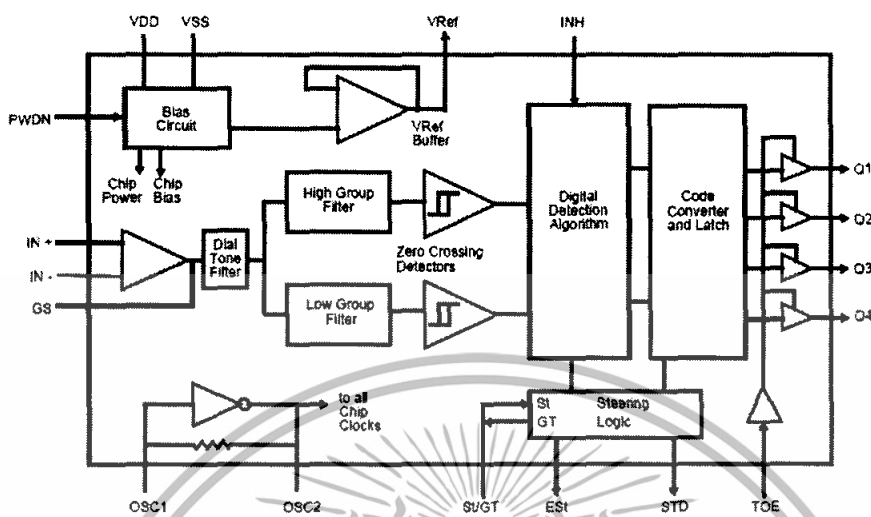 VDD
VSS
VRef
INH
PWDN
Bias
Circuit
VRef
Buffer
Chip
Power
Chip
Bias
High Group
Filter
Digital
Detection
Algorithm
Code
Converter
and Latch
Q1
Q2
Q3
Q4
IN +
IN -
GS
Dial
Tone
Filter
Zero Crossing
Detectors
Low Group
Filter
to all
Chip
Clocks
St
GT
Steering
Logic
OSC1
OSC2
St/GT
ESt
STD
TOE